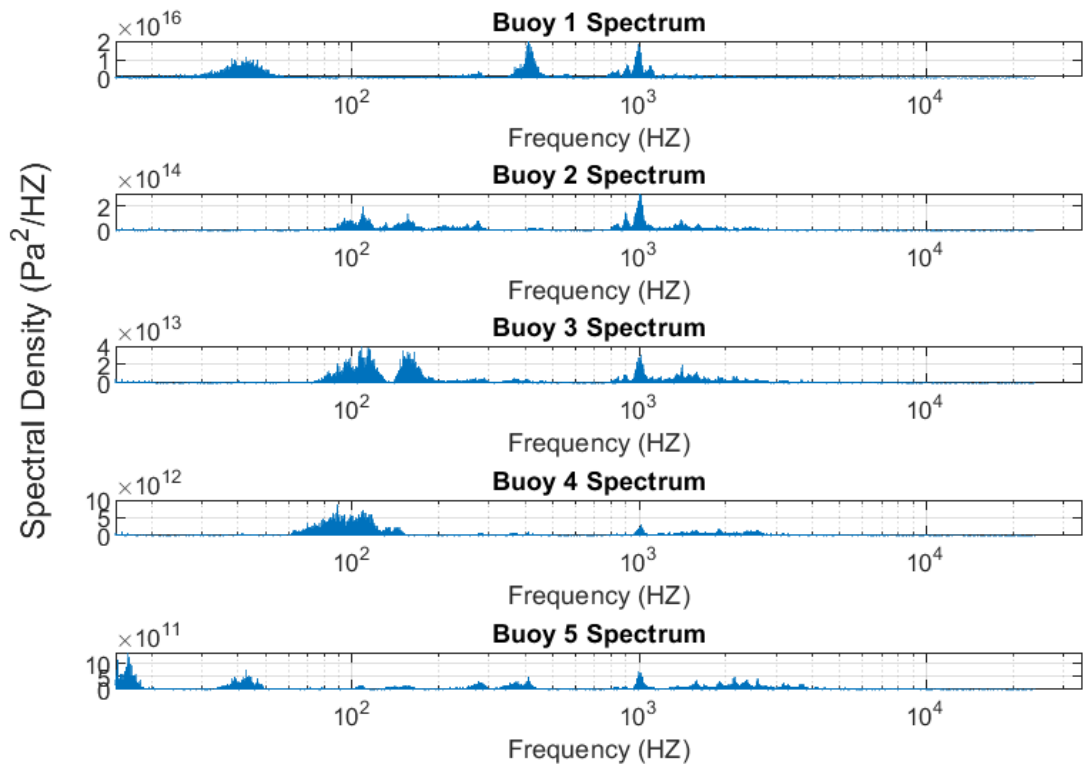 Spectral Density (Pa²/HZ)
Buoy 1 Spectrum
×10¹⁶
2
1
0
10² 10³ 10⁴
Frequency (HZ)
Buoy 2 Spectrum
×10¹⁴
2
0
10² 10³ 10⁴
Frequency (HZ)
Buoy 3 Spectrum
×10¹³
4
2
0
10² 10³ 10⁴
Frequency (HZ)
Buoy 4 Spectrum
×10¹²
10
5
0
10² 10³ 10⁴
Frequency (HZ)
Buoy 5 Spectrum
×10¹¹
10
5
0
10² 10³ 10⁴
Frequency (HZ)